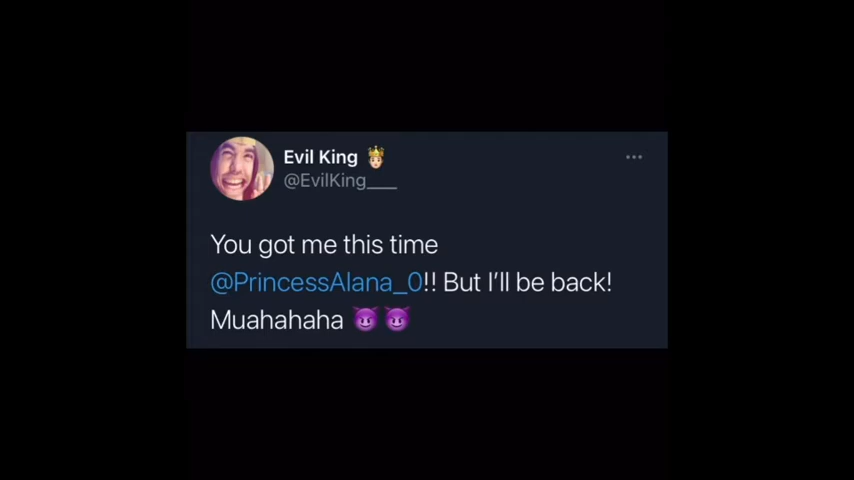 Evil King 🤴
@EvilKing___
You got me this time
@PrincessAlana_0!! But I’ll be back!
Muahahaha 😈😈